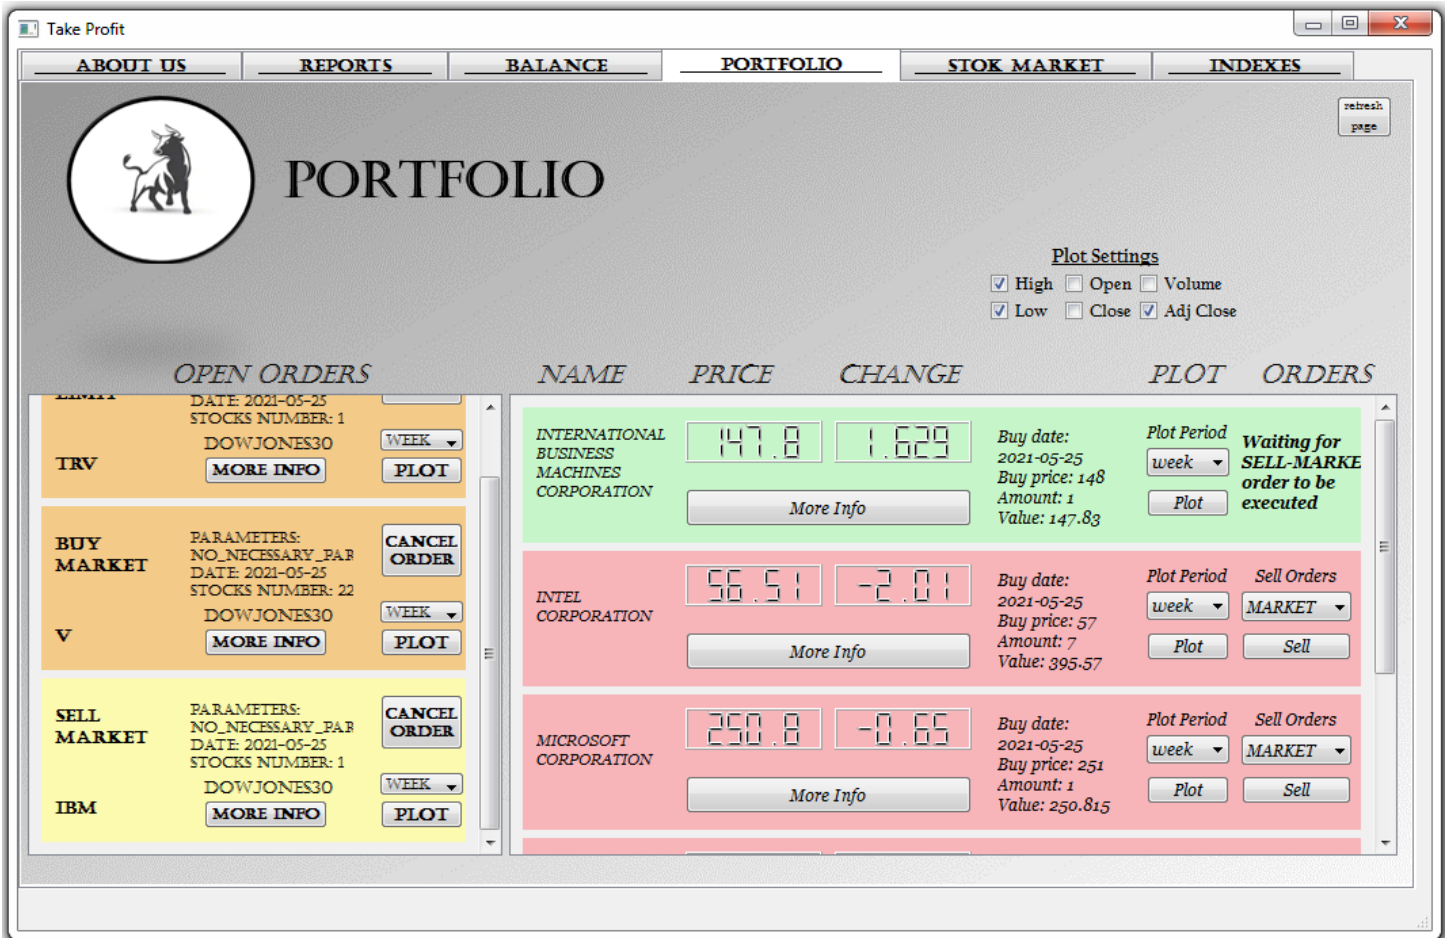 Take Profit
ABOUT US
REPORTS
BALANCE
PORTFOLIO
STOK MARKET
INDEXES
refresh
page
PORTFOLIO
Plot Settings
High Open Volume
Low Close Adj Close
OPEN ORDERS
NAME PRICE CHANGE PLOT ORDERS
LIMIT
DATE: 2021-05-25
STOCKS NUMBER: 1
DOWJONES30
WEEK
TRV
MORE INFO
PLOT
BUY
MARKET
PARAMETERS:
NO_NECESSARY_PAR
DATE: 2021-05-25
STOCKS NUMBER: 22
CANCEL
ORDER
DOWJONES30
WEEK
V
MORE INFO
PLOT
SELL
MARKET
PARAMETERS:
NO_NECESSARY_PAR
DATE: 2021-05-25
STOCKS NUMBER: 1
CANCEL
ORDER
DOWJONES30
WEEK
IBM
MORE INFO
PLOT
INTERNATIONAL
BUSINESS
MACHINES
CORPORATION
147.8
1.629
More Info
Buy date:
2021-05-25
Buy price: 148
Amount: 1
Value: 147.83
Plot Period
week
Plot
Waiting for
SELL-MARKE
order to be
executed
INTEL
CORPORATION
56.51
-2.01
More Info
Buy date:
2021-05-25
Buy price: 57
Amount: 7
Value: 395.57
Plot Period
week
Plot
Sell Orders
MARKET
Sell
MICROSOFT
CORPORATION
250.8
-0.65
More Info
Buy date:
2021-05-25
Buy price: 251
Amount: 1
Value: 250.815
Plot Period
week
Plot
Sell Orders
MARKET
Sell